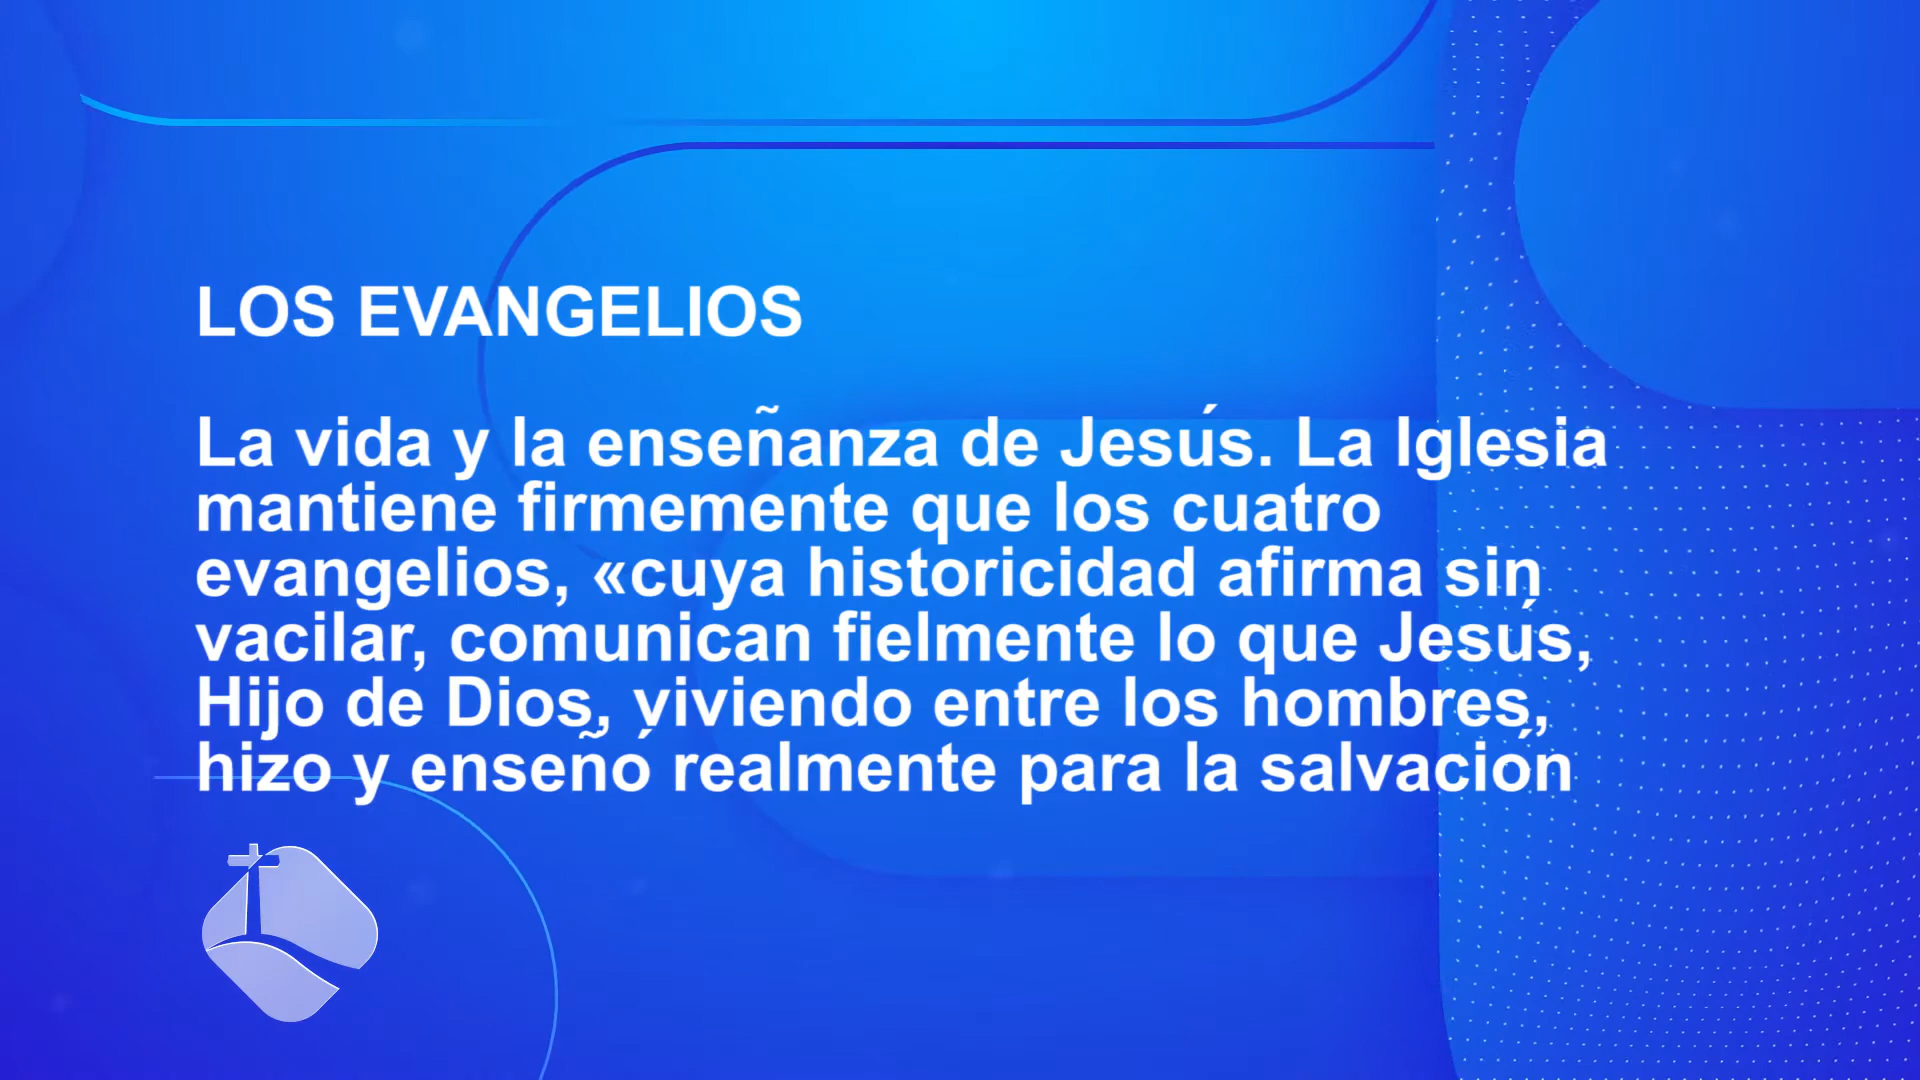 LOS EVANGELIOS
La vida y la enseñanza de Jesús. La Iglesia
mantiene firmemente que los cuatro
evangelios, «cuya historicidad afirma sin
vacilar, comunican fielmente lo que Jesús,
Hijo de Dios, viviendo entre los hombres,
hizo y enseñó realmente para la salvación